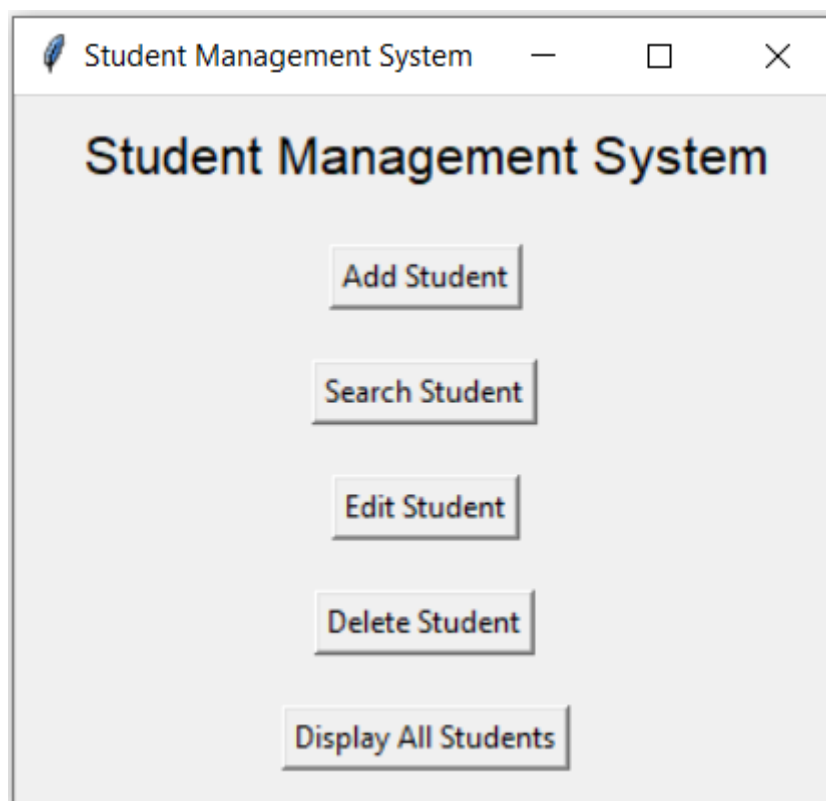 Student Management System
Student Management System
Add Student
Search Student
Edit Student
Delete Student
Display All Students